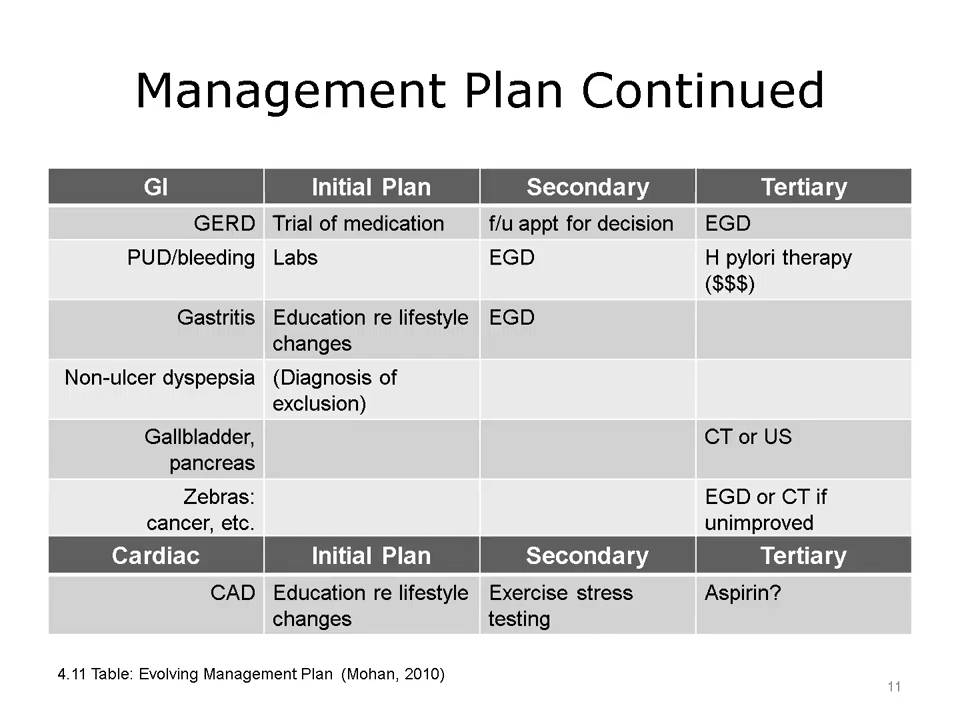 Management Plan Continued
GI Initial Plan Secondary Tertiary
GERD Trial of medication f/u appt for decision EGD
PUD/bleeding Labs EGD H pylori therapy
($$$)
Gastritis Education re lifestyle EGD
changes
Non-ulcer dyspepsia (Diagnosis of
exclusion)
Gallbladder, CT or US
pancreas
Zebras: EGD or CT if
cancer, etc. unimproved
Cardiac Initial Plan Secondary Tertiary
CAD Education re lifestyle Exercise stress Aspirin?
changes testing
4.11 Table: Evolving Management Plan (Mohan, 2010)
11